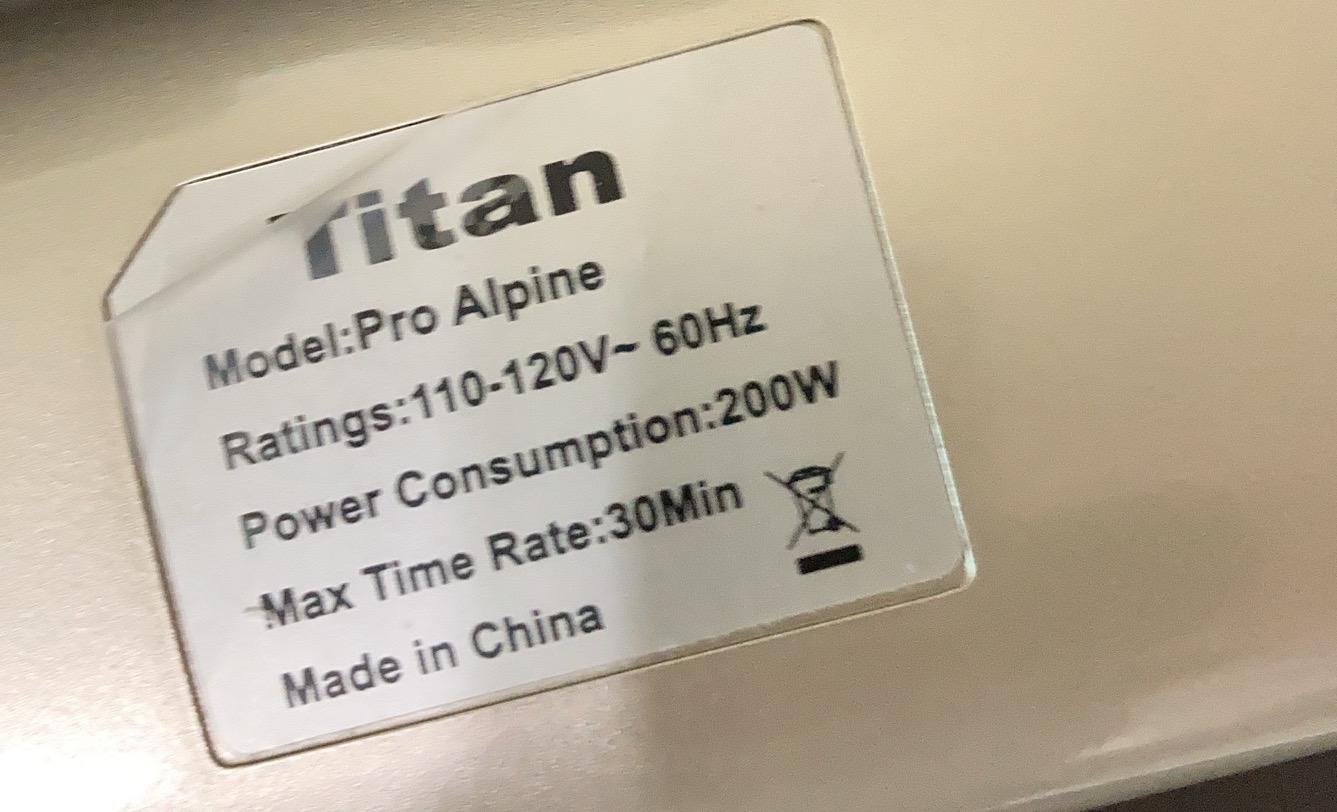 Titan
Model:Pro Alpine
Ratings:110-120V~ 60Hz
Power Consumption:200W
Max Time Rate:30Min
Made in China